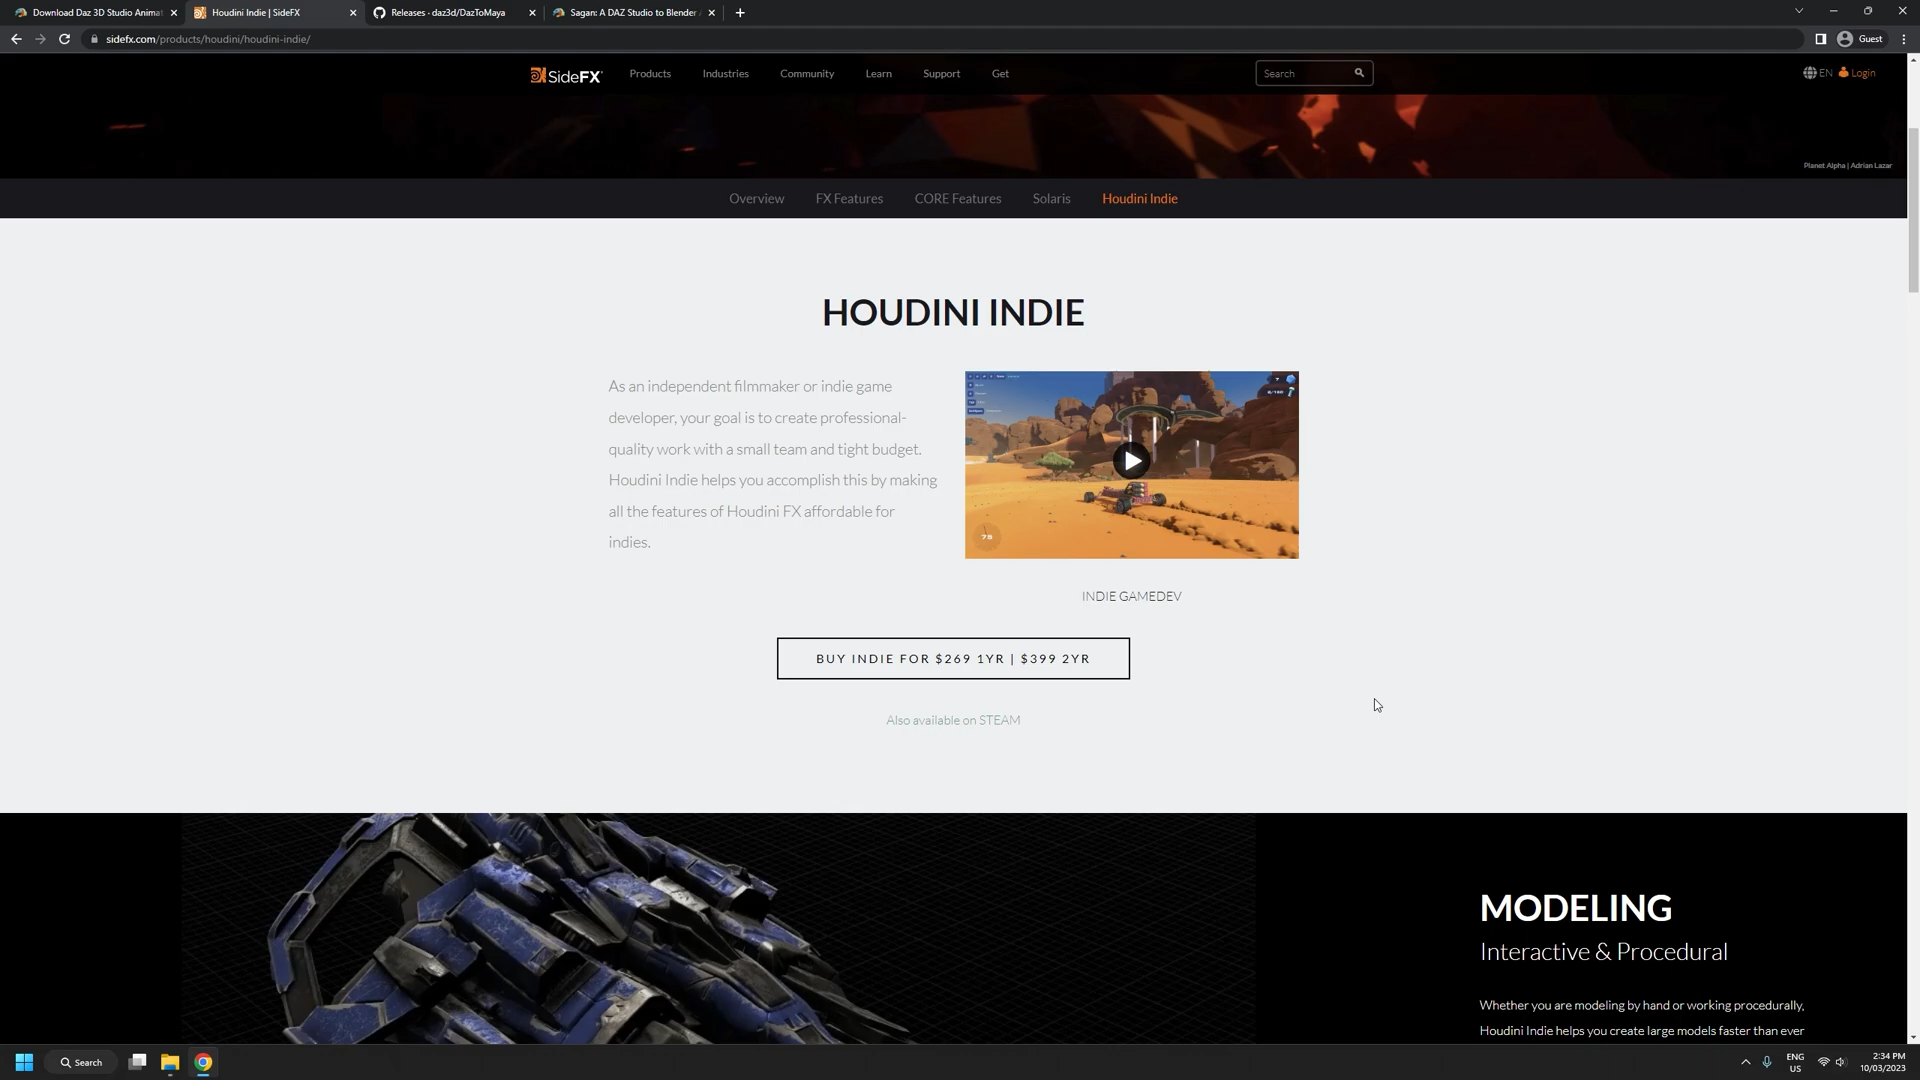 Download Daz 3D Studio Animat
Houdini Indie | SideFX
Releases · daz3d/DazToMaya
Sagan: A DAZ Studio to Blender
sidefx.com/products/houdini/houdini-indie/
Guest
SideFX
Products
Industries
Community
Learn
Support
Get
Search
EN
Login
Planet Alpha | Adrian Lazar
Overview
FX Features
CORE Features
Solaris
Houdini Indie
HOUDINI INDIE
As an independent filmmaker or indie game
developer, your goal is to create professional-
quality work with a small team and tight budget.
Houdini Indie helps you accomplish this by making
all the features of Houdini FX affordable for
indies.
78
INDIE GAMEDEV
BUY INDIE FOR $269 1YR | $399 2YR
Also available on STEAM
MODELING
Interactive & Procedural
Whether you are modeling by hand or working procedurally,
Houdini Indie helps you create large models faster than ever
Search
ENG
US
2:34 PM
10/03/2023